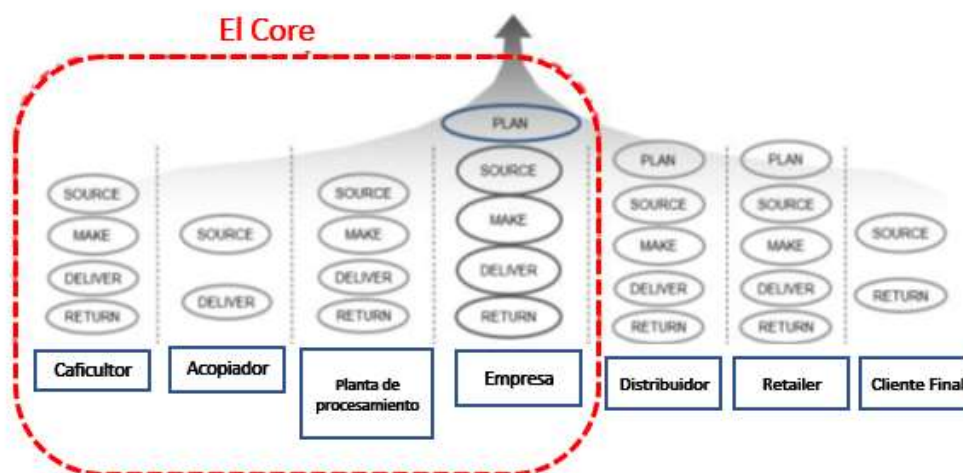 El Core
PLAN
SOURCE
MAKE
DELIVER
RETURN
Caficultor
SOURCE
DELIVER
Acopiador
SOURCE
MAKE
DELIVER
RETURN
Planta de
procesamiento
SOURCE
MAKE
DELIVER
RETURN
Empresa
PLAN
SOURCE
MAKE
DELIVER
RETURN
Distribuidor
PLAN
SOURCE
MAKE
DELIVER
RETURN
Retailer
SOURCE
RETURN
Cliente Final